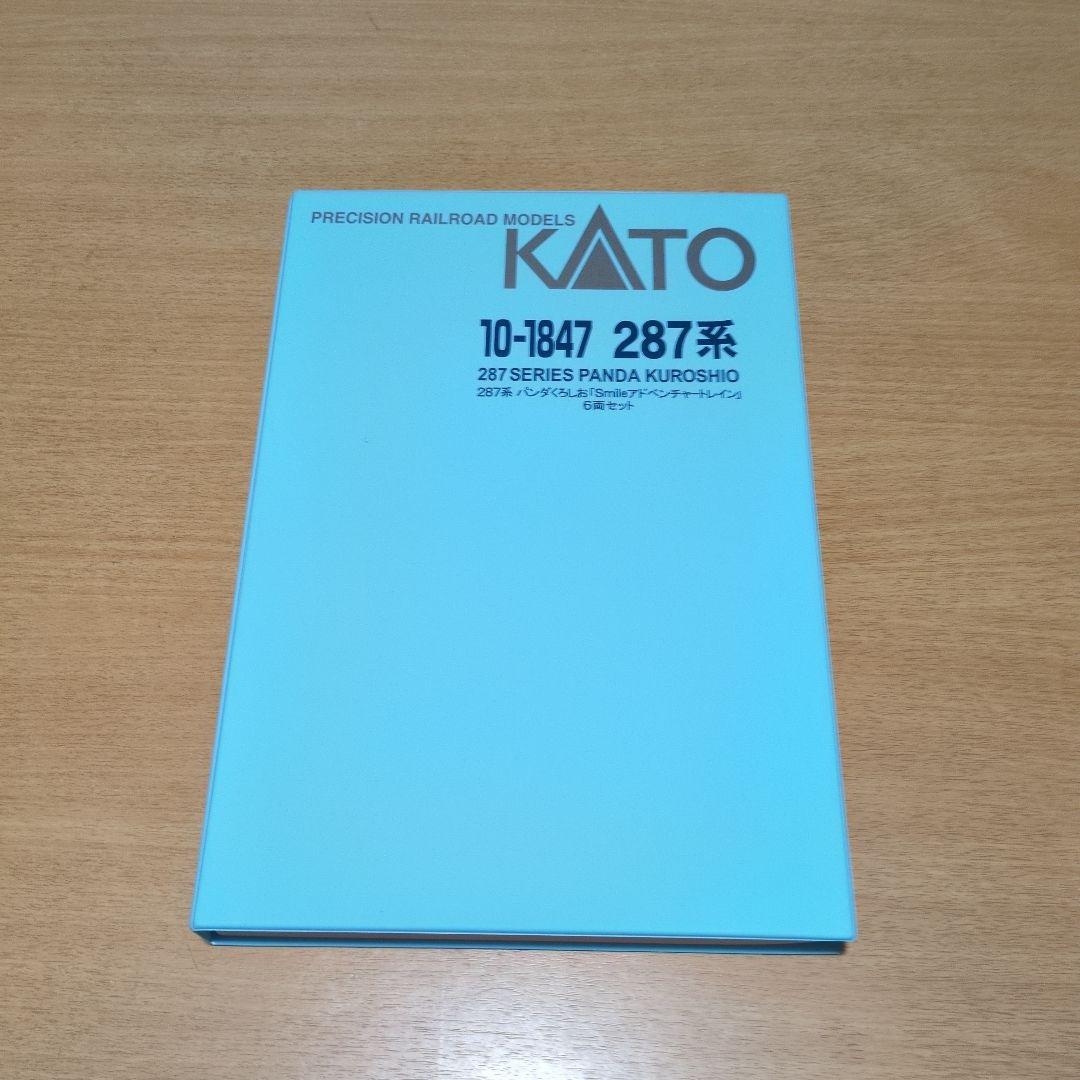 PRECISION RAILROAD MODELS
KATO
10-1847 287系
287 SERIES PANDA KUROSHIO
287系 パンダくろしお「Smileアドベンチャートレイン」
6両セット